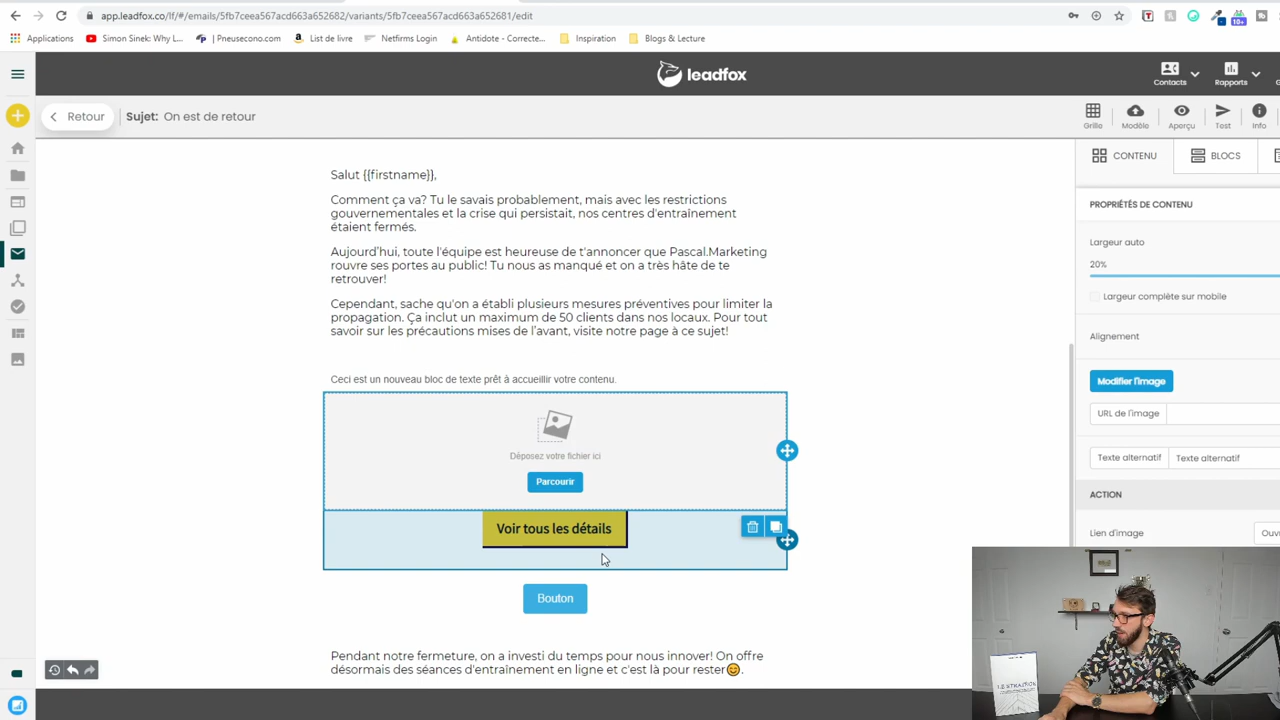 app.leadfox.co/lf/#/emails/5fb7ceea567acd663a652682/variants/5fb7ceea567acd663a652681/edit
Applications
Simon Sinek: Why L...
| Pneusecono.com
List de livre
Netfirms Login
Antidote - Correcte...
Inspiration
Blogs & Lecture
leadfox
Contacts
Rapports
Retour
Sujet: On est de retour
Grille
Modèle
Aperçu
Test
Info
CONTENU
BLOCS
Salut {{firstname}},
Comment ça va? Tu le savais probablement, mais avec les restrictions
gouvernementales et la crise qui persistait, nos centres d'entraînement
étaient fermés.
Aujourd'hui, toute l'équipe est heureuse de t'annoncer que Pascal.Marketing
rouvre ses portes au public! Tu nous as manqué et on a très hâte de te
retrouver!
Cependant, sache qu'on a établi plusieurs mesures préventives pour limiter la
propagation. Ça inclut un maximum de 50 clients dans nos locaux. Pour tout
savoir sur les précautions mises de l'avant, visite notre page à ce sujet!
Ceci est un nouveau bloc de texte prêt à accueillir votre contenu.
Déposez votre fichier ici
Parcourir
Voir tous les détails
Bouton
Pendant notre fermeture, on a investi du temps pour nous innover! On offre
désormais des séances d'entraînement en ligne et c'est là pour rester😊.
PROPRIÉTÉS DE CONTENU
Largeur auto
20%
Largeur complète sur mobile
Alignement
Modifier l'image
URL de l'image
Texte alternatif
Texte alternatif
ACTION
Lien d'image
Ouv